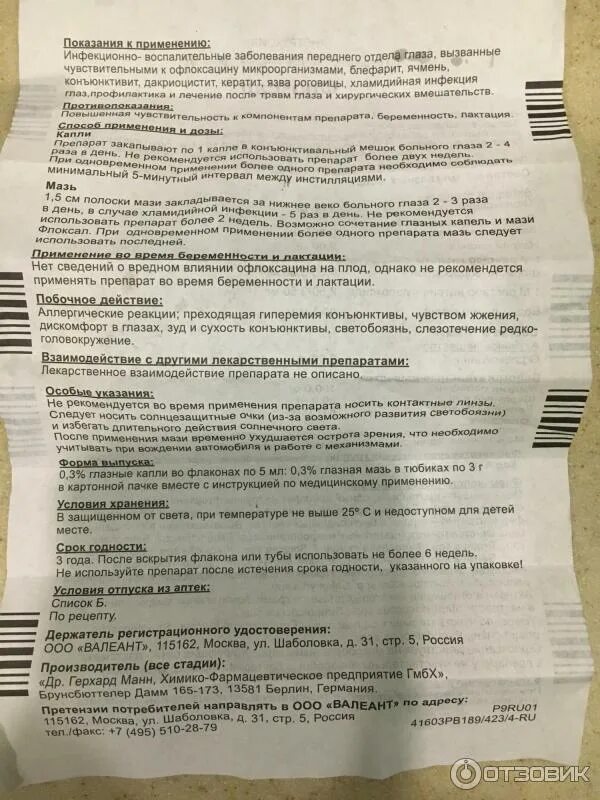 Показания к применению:
Инфекционно- воспалительные заболевания переднего отдела глаза, вызванные
чувствительными к офлоксацину микроорганизмами, блефарит, ячмень,
конъюнктивит, дакриоцистит, кератит, язва роговицы, хламидийная инфекция
глаз,профилактика и лечение после травм глаза и хирургических вмешательств.
Противопоказания:
Повышенная чувствительность к компонентам препарата, беременность, лактация.
Способ применения и дозы:
Капли
Препарат закапывают по 1 капле в конъюнктивальный мешок больного глаза 2 - 4
раза в день. Не рекомендуется использовать препарат более двух недель.
При одновременном применении более одного препарата необходимо соблюдать
минимальный 5-минутный интервал между инстилляциями.
Мазь
1,5 см полоски мази закладывается за нижнее веко больного глаза 2 - 3 раза
в день, в случае хламидийной инфекции - 5 раз в день. Не рекомендуется
использовать препарат более 2 недель. Возможно сочетание глазных капель и мази
Флоксал. При одновременном применении более одного препарата мазь следует
использовать последней.
Применение во время беременности и лактации:
Нет сведений о вредном влиянии офлоксацина на плод, однако не рекомендется
применять препарат во время беременности и лактации.
Побочное действие:
Аллергические реакции; преходящая гиперемия конъюнктивы, чувством жжения,
дискомфорт в глазах, зуд и сухость конъюнктивы, светобоязнь, слезотечение редко-
головокружение.
Взаимодействие с другими лекарственными препаратами:
Лекарственное взаимодействие препарата не описано.
Особые указания:
Не рекомендуется во время применения препарата носить контактные линзы.
Следует носить солнцезащитные очки (из-за возможного развития светобоязни)
и избегать длительного действия солнечного света.
После применения мази временно ухудшается острота зрения, что необходимо
учитывать при вождении автомобиля и работе с механизмами.
Форма выпуска:
0,3% глазные капли во флаконах по 5 мл: 0,3% глазная мазь в тюбиках по 3 г
в картонной пачке вместе с инструкцией по медицинскому применению.
Условия хранения:
В защищенном от света, при температуре не выше 25º С и недоступном для детей
месте.
Срок годности:
3 года. После вскрытия флакона или тубы использовать не более 6 недель.
Не используйте препарат после истечения срока годности, указанного на упаковке!
Условия отпуска из аптек:
Список Б.
По рецепту.
Держатель регистрационного удостоверения:
ООО «ВАЛЕАНТ», 115162, Москва, ул. Шаболовка, д. 31, стр. 5, Россия
Производитель (все стадии):
«Др. Герхард Манн, Химико-Фармацевтическое предприятие ГмбХ»,
Брунсбюттелер Дамм 165-173, 13581 Берлин, Германия.
Претензии потребителей направлять в ООО «ВАЛЕАНТ» по адресу:
115162, Москва, ул. Шаболовка, д. 31, стр. 5, Россия
тел./факс: +7 (495) 510-28-79
P9RU01
41603PB189/423/4-RU
ОТЗОВИК